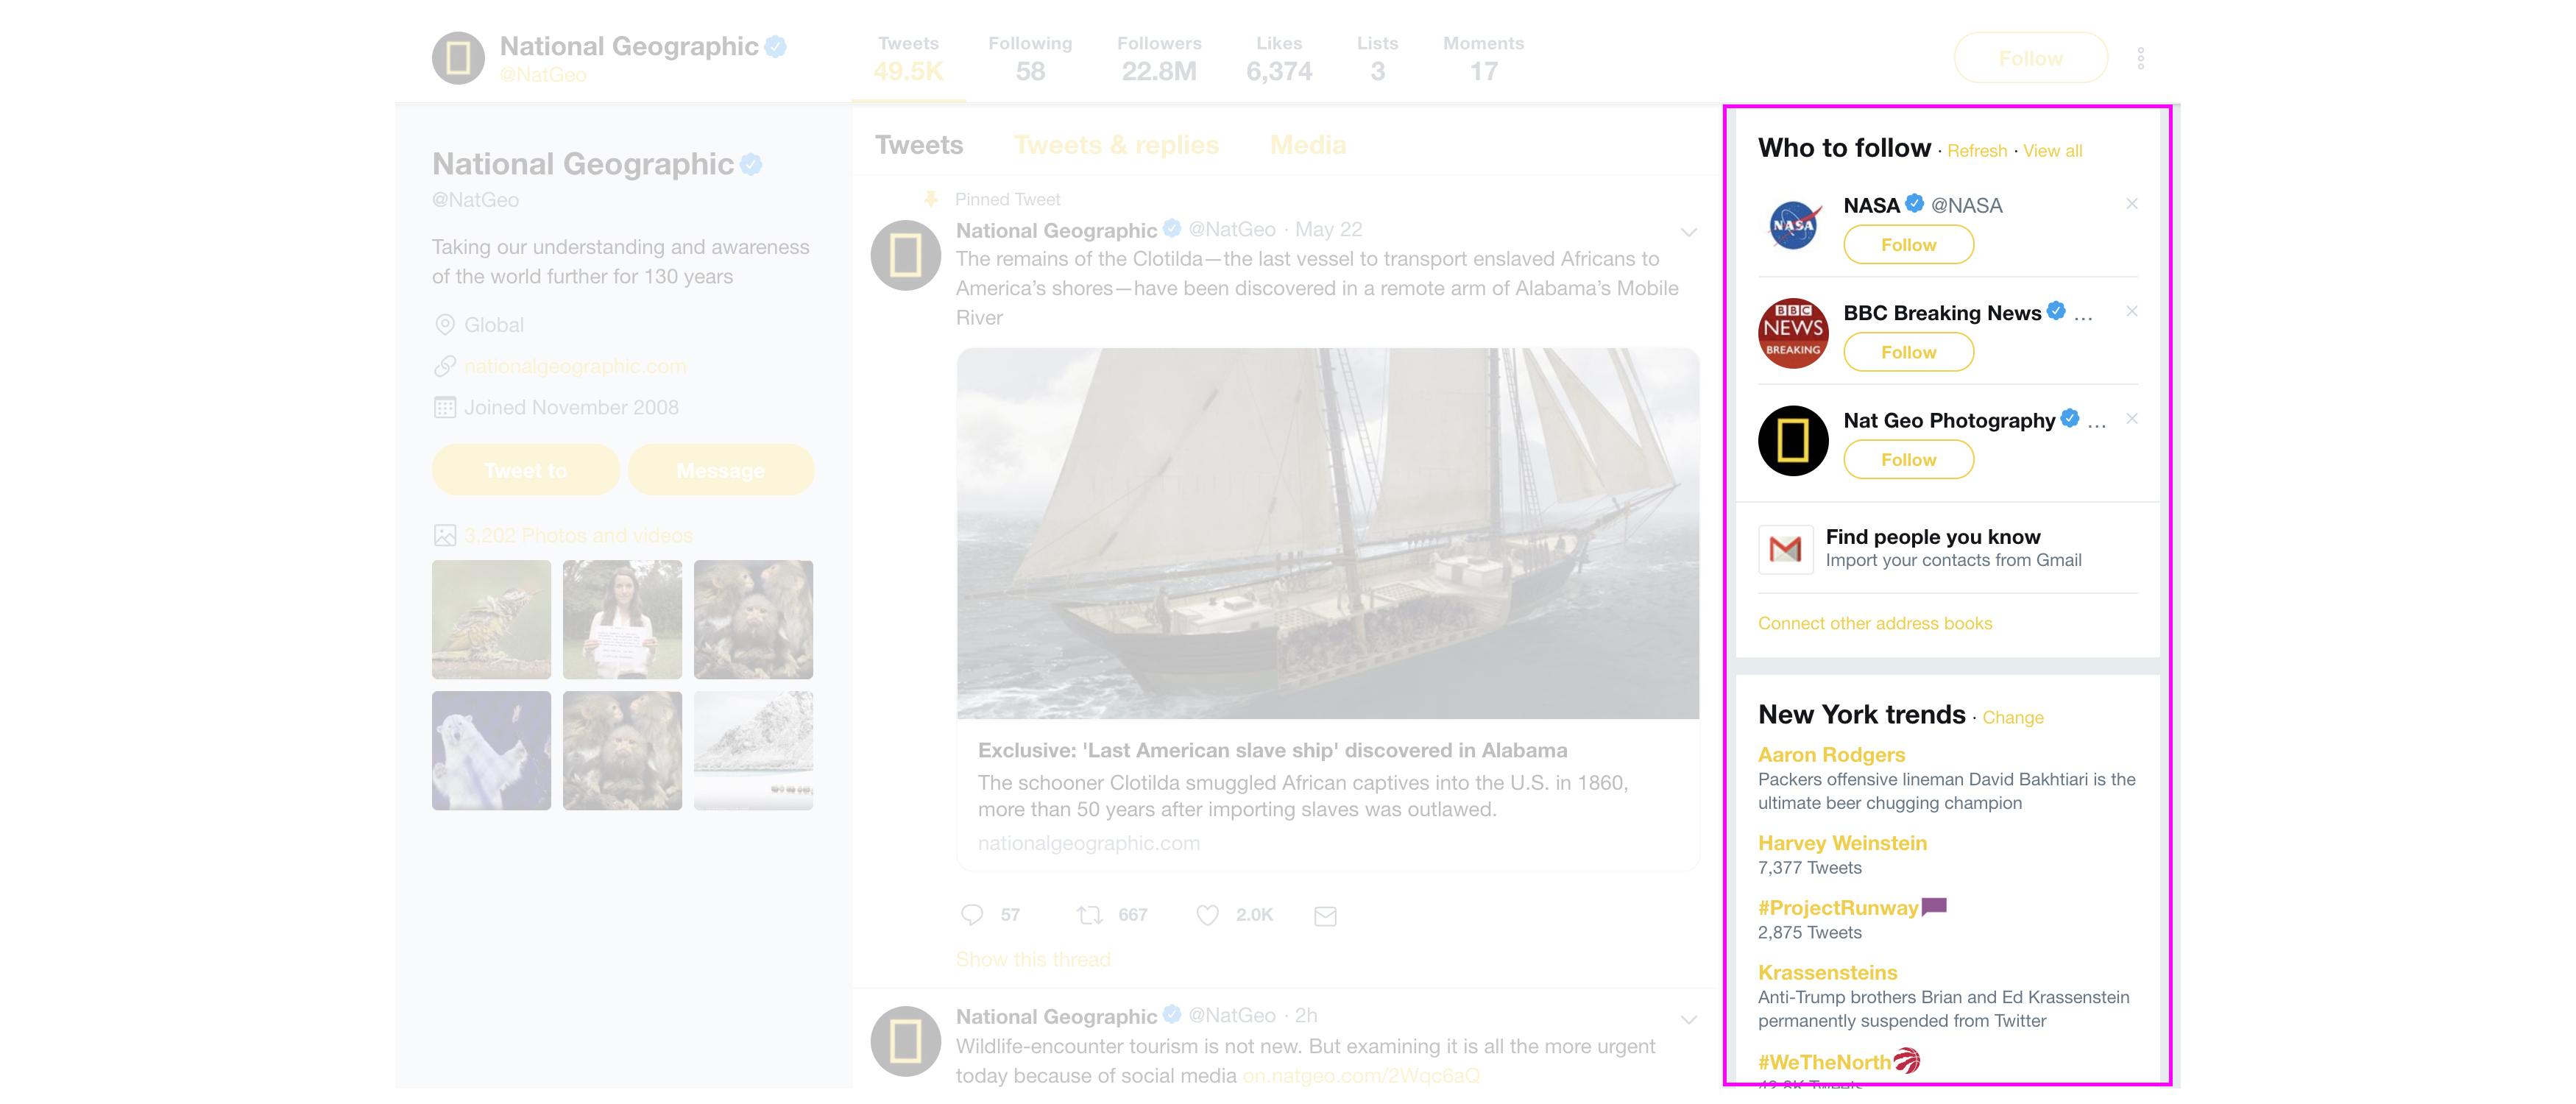 National Geographic
@NatGeo
Tweets
49.5K
Following
58
Followers
22.8M
Likes
6,374
Lists
3
Moments
17
Follow
National Geographic
@NatGeo
Taking our understanding and awareness
of the world further for 130 years
Global
nationalgeographic.com
Joined November 2008
Tweet to
Message
3,202 Photos and videos
Tweets Tweets & replies Media
Pinned Tweet
National Geographic @NatGeo · May 22
The remains of the Clotilda—the last vessel to transport enslaved Africans to
America’s shores—have been discovered in a remote arm of Alabama’s Mobile
River
Exclusive: 'Last American slave ship' discovered in Alabama
The schooner Clotilda smuggled African captives into the U.S. in 1860,
more than 50 years after importing slaves was outlawed.
nationalgeographic.com
57 667 2.0K
Show this thread
National Geographic @NatGeo · 2h
Wildlife-encounter tourism is not new. But examining it is all the more urgent
today because of social media on.natgeo.com/2Wqc6aQ
Who to follow · Refresh · View all
NASA
NASA @NASA
Follow
BBC
NEWS
BREAKING
BBC Breaking News ...
Follow
Nat Geo Photography ...
Follow
Find people you know
Import your contacts from Gmail
Connect other address books
New York trends · Change
Aaron Rodgers
Packers offensive lineman David Bakhtiari is the
ultimate beer chugging champion
Harvey Weinstein
7,377 Tweets
#ProjectRunway
2,875 Tweets
Krassensteins
Anti-Trump brothers Brian and Ed Krassenstein
permanently suspended from Twitter
#WeTheNorth
Tweets